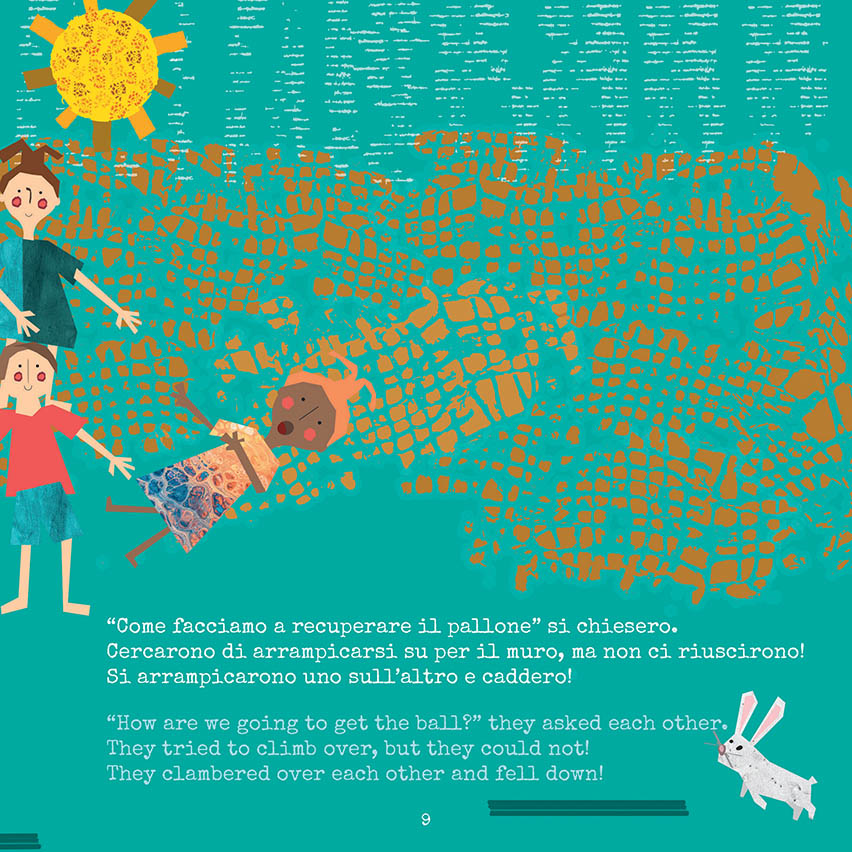 “Come facciamo a recuperare il pallone” si chiesero.
Cercarono di arrampicarsi su per il muro, ma non ci riuscirono!
Si arrampicarono uno sull’altro e caddero!
“How are we going to get the ball?” they asked each other.
They tried to climb over, but they could not!
They clambered over each other and fell down!
9